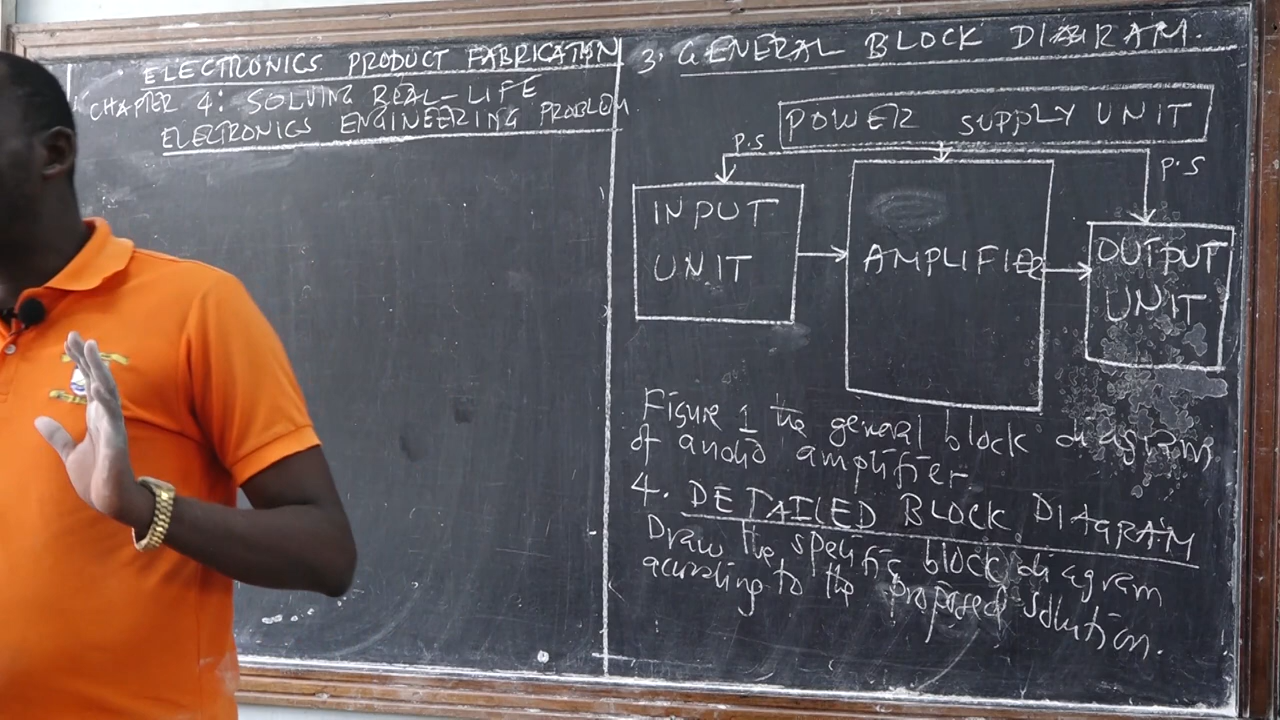 ELECTRONICS PRODUCT FABRICATION
CHAPTER 4: SOLVING REAL-LIFE
ELECTRONICS ENGINEERING PROBLEM
3. GENERAL BLOCK DIAGRAM.
POWER SUPPLY UNIT
P.S
P.S
INPUT
UNIT
AMPLIFIER
OUTPUT
UNIT
Figure 1 the general block diagram
of amplifier
4. DETAILED BLOCK DIAGRAM
Draw the specific block diagram
according to the proposed solution.